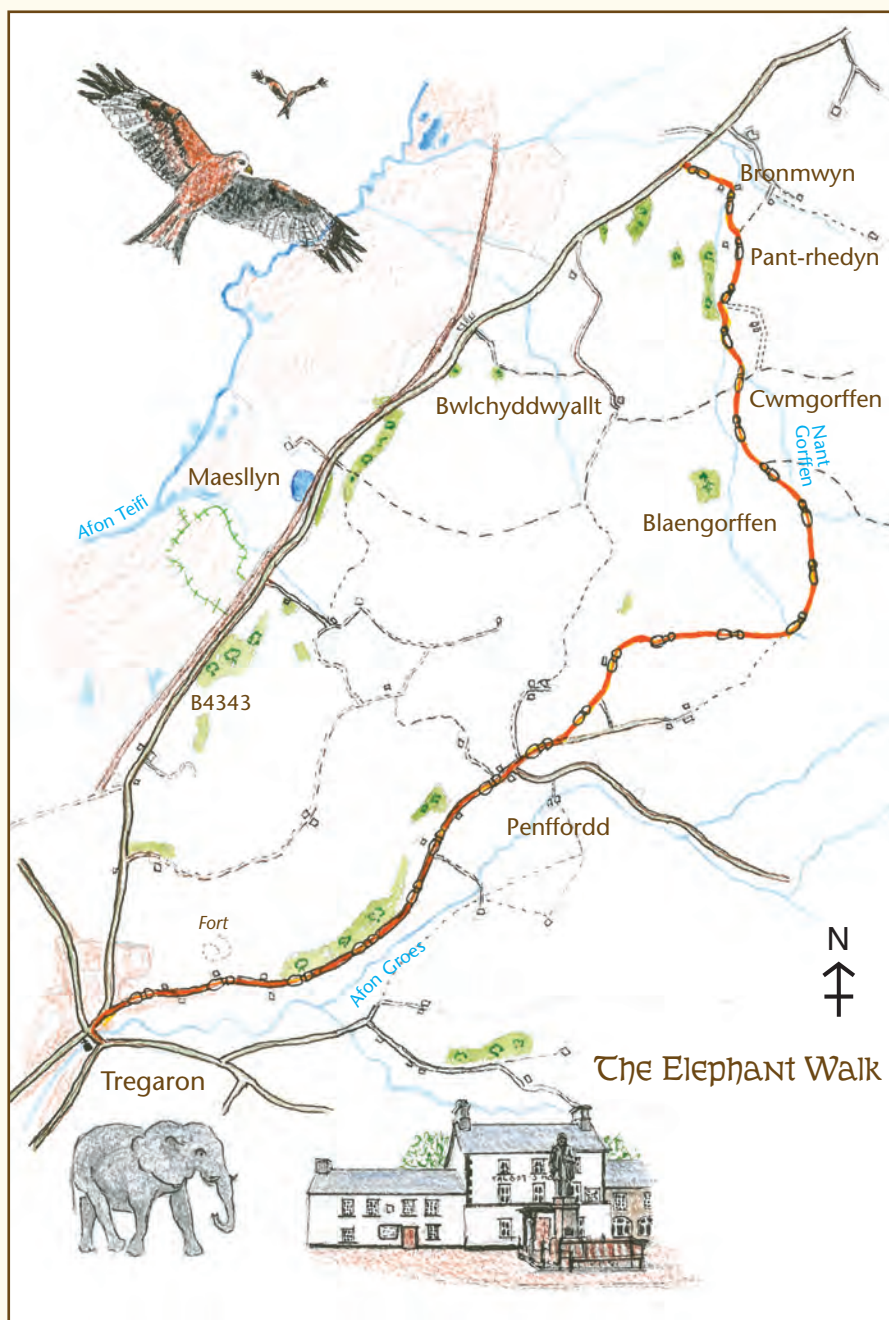 Bronmwyn
Pant-rhedyn
Bwlchyddwyallt
Cwmgorffen
Nant
Gorffen
Maesllyn
Afon Teifi
Blaengorffen
B4343
Penffordd
Fort
Afon Groes
N
The Elephant Walk
Tregaron
TALBOT